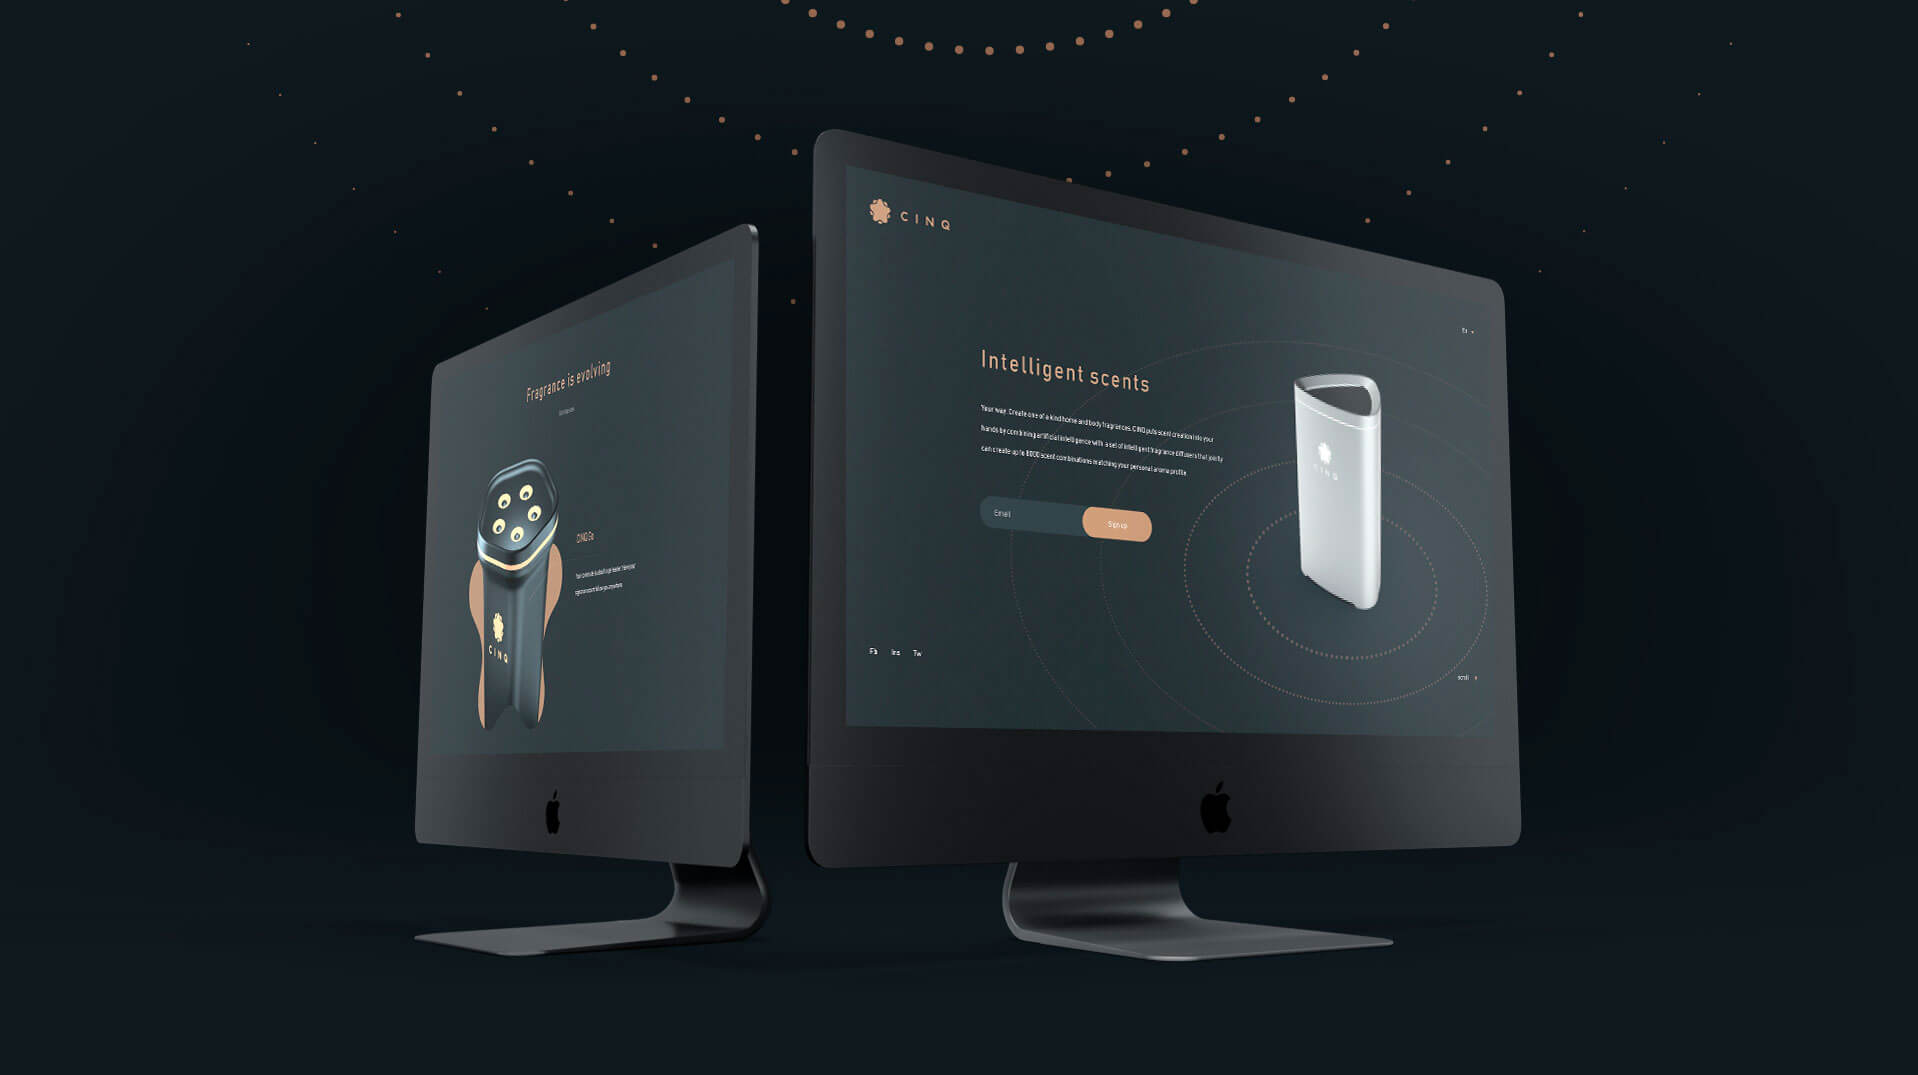 Fragrance is evolving
CINQ Go
CINQ
CINQ
Intelligent scents
Your way. Create one of a kind home and body fragrances. CINQ puts scent creation into your
hands by combining artificial intelligence with a set of intelligent fragrance diffusers that jointly
can create up to 8000 scent combinations matching your personal aroma profile.
Email
Sign up
CINQ
Fb Ins Tw
scroll